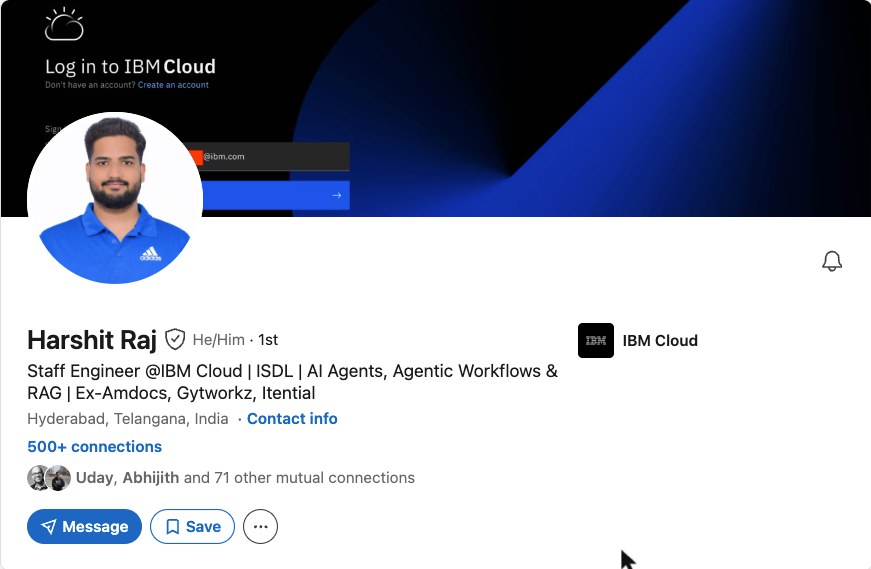 Log in to IBM Cloud
Don't have an account? Create an account
Sign
@ibm.com
adidas
Harshit Raj He/Him · 1st
IBM IBM Cloud
Staff Engineer @IBM Cloud | ISDL | AI Agents, Agentic Workflows &
RAG | Ex-Amdocs, Gytworkz, Itential
Hyderabad, Telangana, India · Contact info
500+ connections
Uday, Abhijith and 71 other mutual connections
Message Save